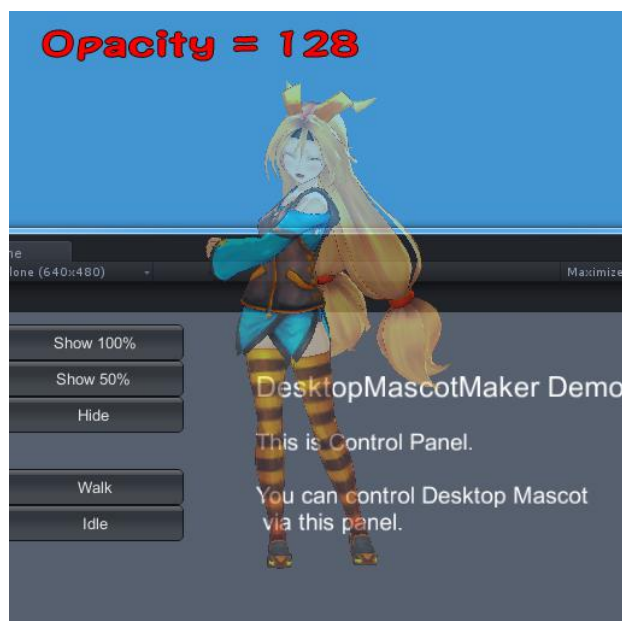 Opacity = 128
ne
lone (640x480)
Maximize
Show 100%
Show 50%
Hide
DesktopMascotMaker Demo
This is Control Panel.
Walk
Idle
You can control Desktop Mascot
via this panel.